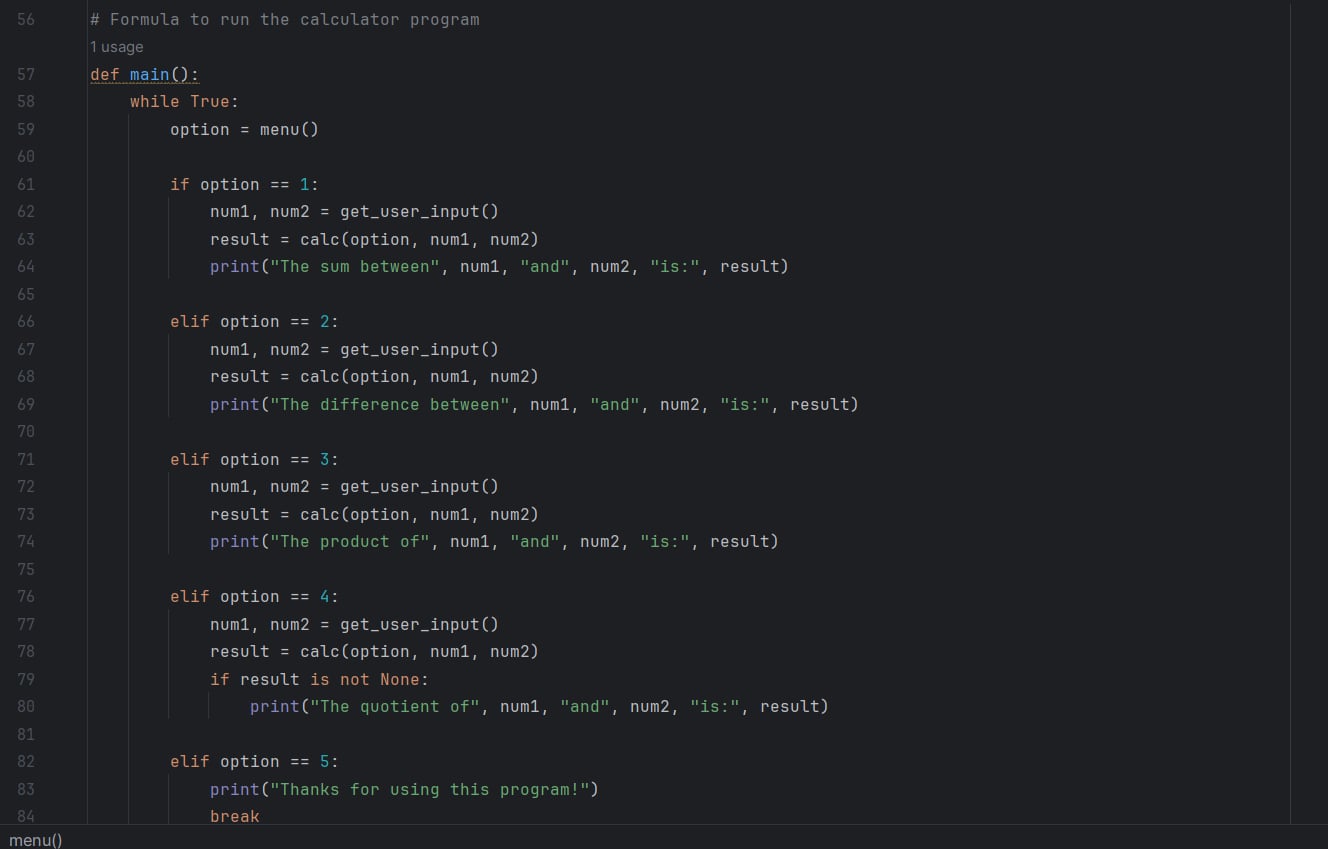 56 # Formula to run the calculator program
1 usage
57 def main():
58 while True:
59 option = menu()
60
61 if option == 1:
62 num1, num2 = get_user_input()
63 result = calc(option, num1, num2)
64 print("The sum between", num1, "and", num2, "is:", result)
65
66 elif option == 2:
67 num1, num2 = get_user_input()
68 result = calc(option, num1, num2)
69 print("The difference between", num1, "and", num2, "is:", result)
70
71 elif option == 3:
72 num1, num2 = get_user_input()
73 result = calc(option, num1, num2)
74 print("The product of", num1, "and", num2, "is:", result)
75
76 elif option == 4:
77 num1, num2 = get_user_input()
78 result = calc(option, num1, num2)
79 if result is not None:
80 print("The quotient of", num1, "and", num2, "is:", result)
81
82 elif option == 5:
83 print("Thanks for using this program!")
84 break
menu()